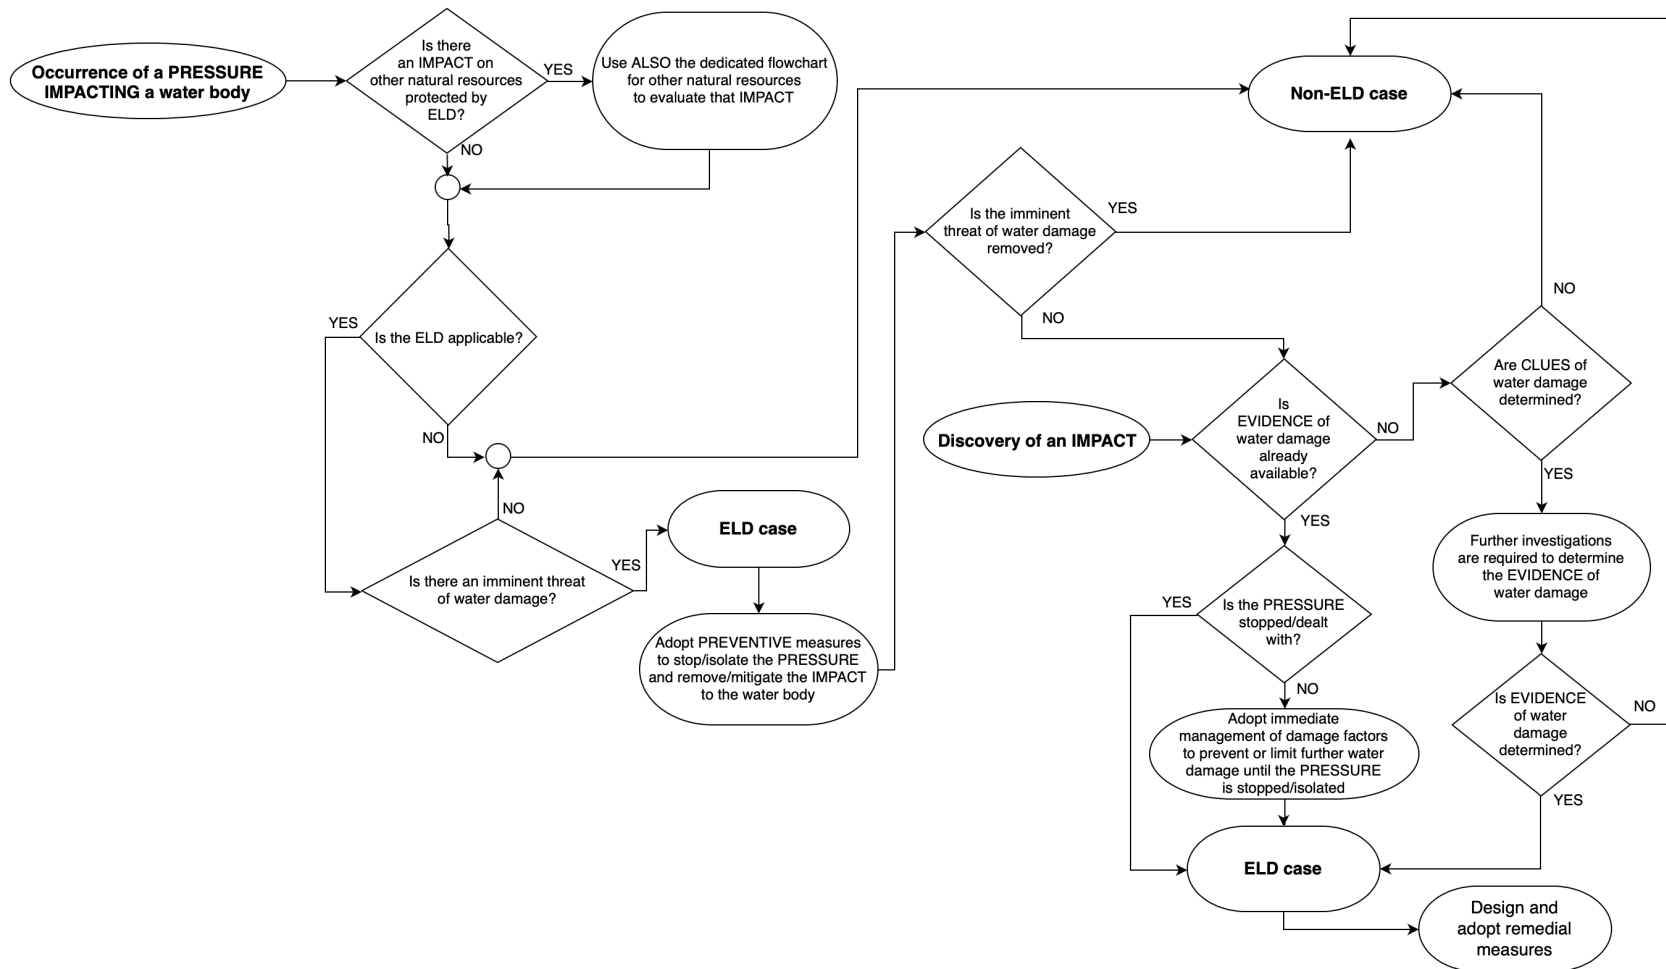 Occurrence of a PRESSURE
IMPACTING a water body
Is there
an IMPACT on
other natural resources
protected by
ELD?
YES
Use ALSO the dedicated flowchart
for other natural resources
to evaluate that IMPACT
NO
Is the ELD applicable?
YES
NO
Is there an imminent threat
of water damage?
NO
YES
ELD case
Adopt PREVENTIVE measures
to stop/isolate the PRESSURE
and remove/mitigate the IMPACT
to the water body
Non-ELD case
Is the imminent
threat of water damage
removed?
YES
NO
Discovery of an IMPACT
Is
EVIDENCE of
water damage
already
available?
NO
YES
Are CLUES of
water damage
determined?
NO
YES
Further investigations
are required to determine
the EVIDENCE of
water damage
Is the PRESSURE
stopped/dealt
with?
YES
NO
Adopt immediate
management of damage factors
to prevent or limit further water
damage until the PRESSURE
is stopped/isolated
Is EVIDENCE
of water
damage
determined?
NO
YES
ELD case
Design and
adopt remedial
measures